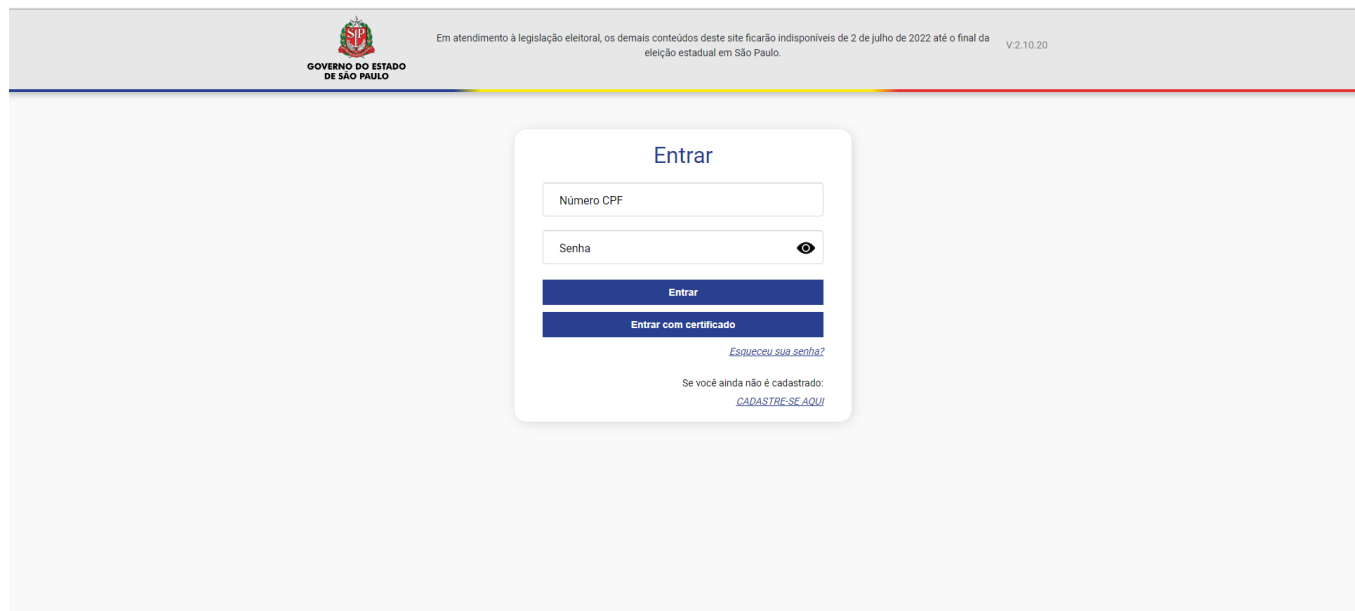 SP
GOVERNO DO ESTADO
DE SÃO PAULO
Em atendimento à legislação eleitoral, os demais conteúdos deste site ficarão indisponíveis de 2 de julho de 2022 até o final da
eleição estadual em São Paulo.
V:2.10.20
Entrar
Número CPF
Senha
Entrar
Entrar com certificado
Esqueceu sua senha?
Se você ainda não é cadastrado:
CADASTRE-SE AQUI